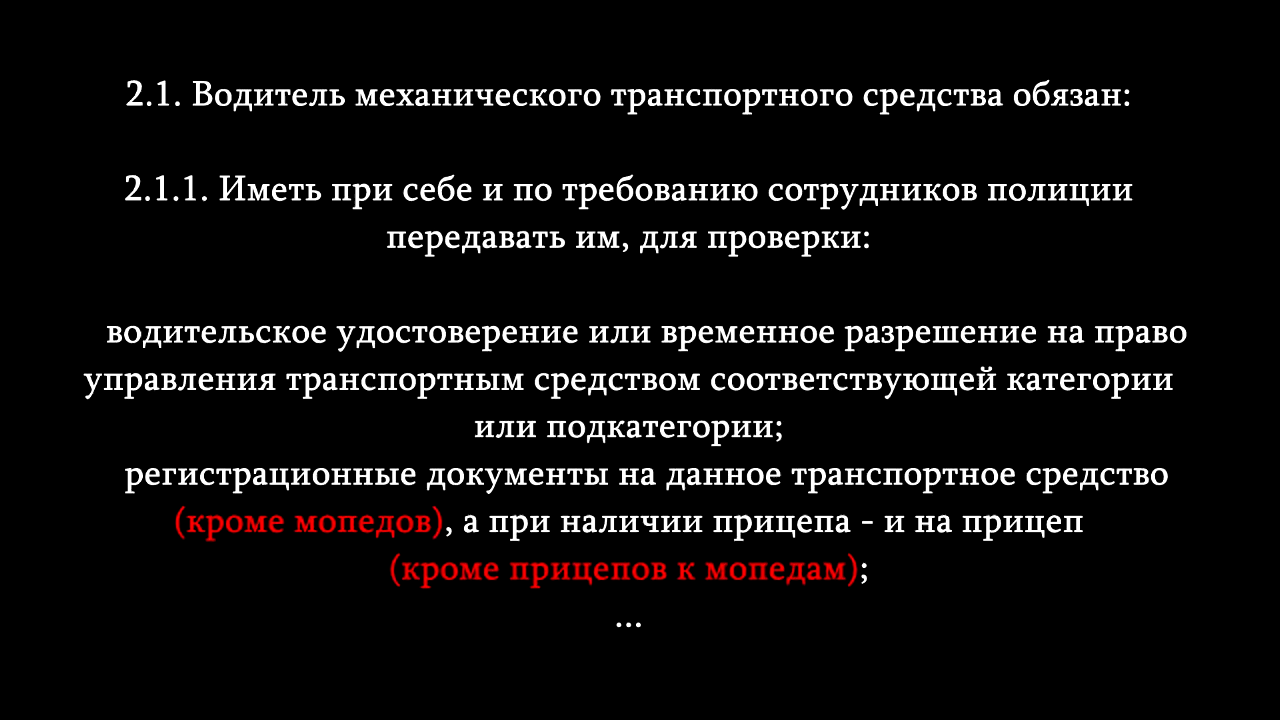 2.1. Водитель механического транспортного средства обязан:
2.1.1. Иметь при себе и по требованию сотрудников полиции
передавать им, для проверки:
водительское удостоверение или временное разрешение на право
управления транспортным средством соответствующей категории
или подкатегории;
регистрационные документы на данное транспортное средство
(кроме мопедов), а при наличии прицепа - и на прицеп
(кроме прицепов к мопедам);
...